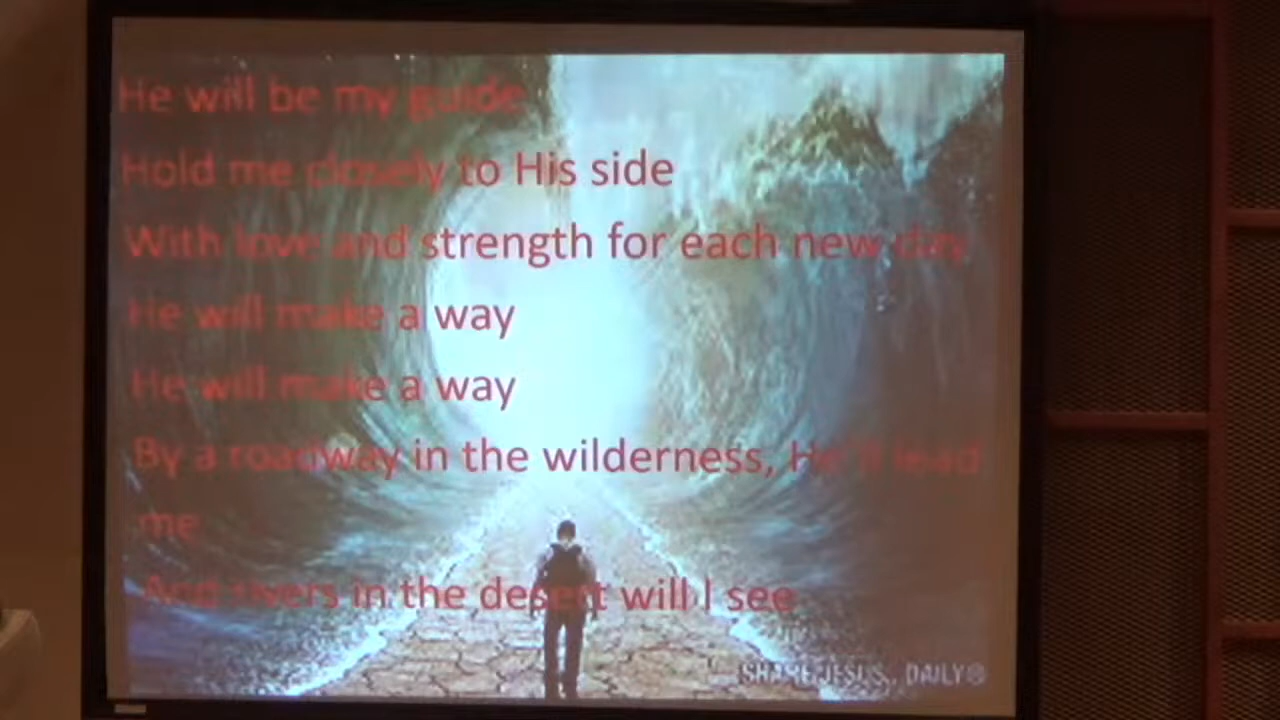 He will be my guide
Hold me closely to His side
With love and strength for each new day
He will make a way
He will make a way
By a roadway in the wilderness, He'll lead
me
And rivers in the desert will I see
SHARE JESUS, DAILY®